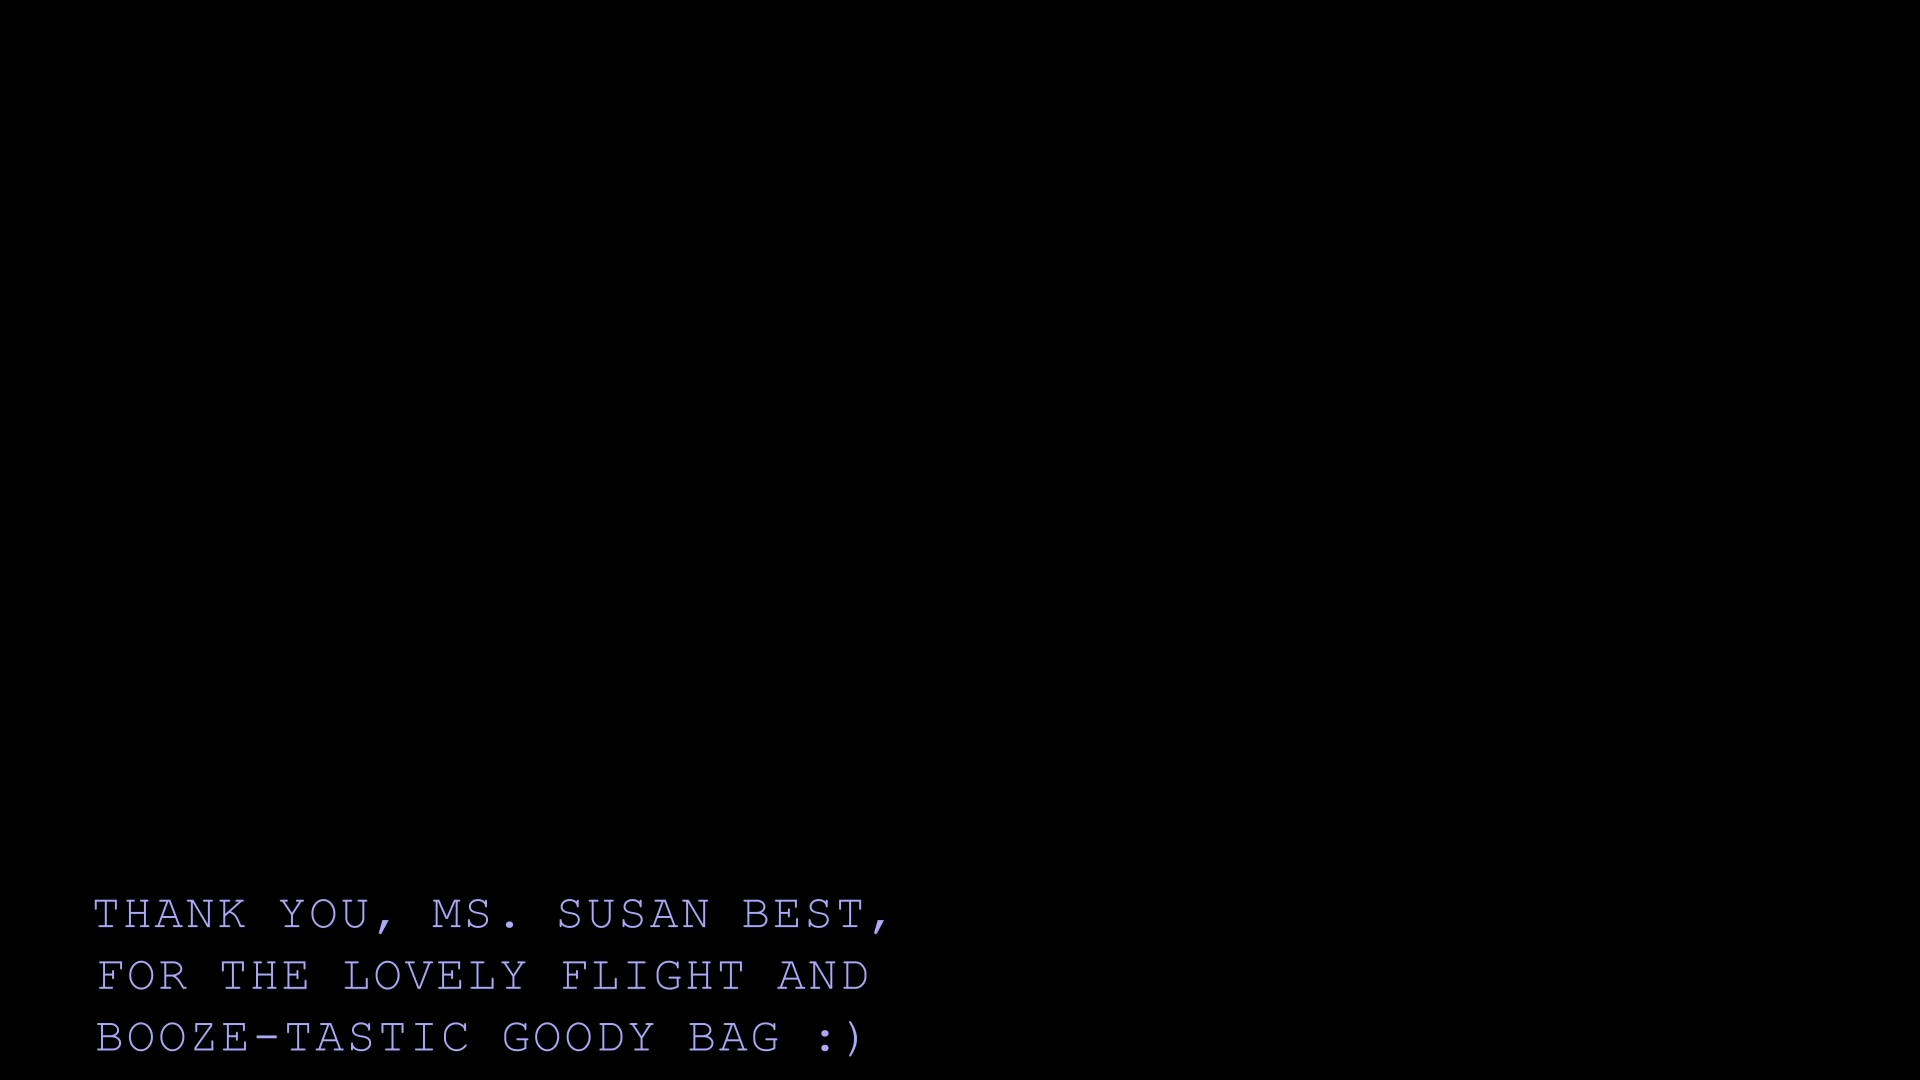 THANK YOU, MS. SUSAN BEST,
FOR THE LOVELY FLIGHT AND
BOOZE-TASTIC GOODY BAG :)